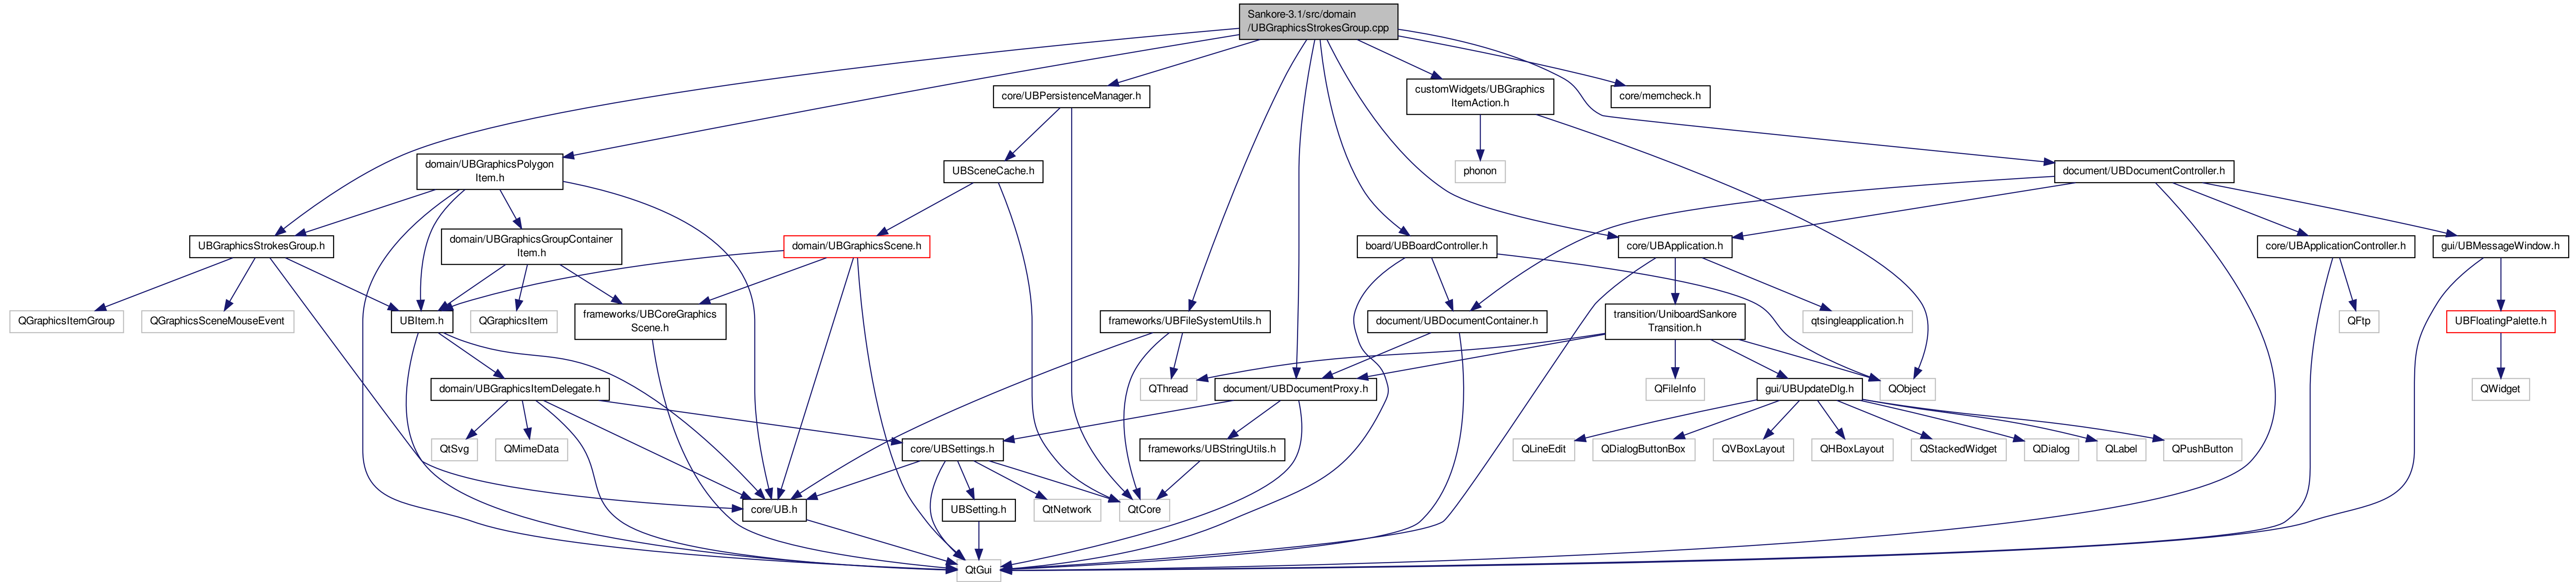 Sankore-3.1/src/domain
/UBGraphicsStrokesGroup.cpp
core/UBPersistenceManager.h
customWidgets/UBGraphics
ItemAction.h
core/memcheck.h
domain/UBGraphicsPolygon
Item.h
UBSceneCache.h
phonon
document/UBDocumentController.h
UBGraphicsStrokesGroup.h
domain/UBGraphicsGroupContainer
Item.h
domain/UBGraphicsScene.h
board/UBBoardController.h
core/UBApplication.h
core/UBApplicationController.h
gui/UBMessageWindow.h
QGraphicsItemGroup
QGraphicsSceneMouseEvent
UBItem.h
QGraphicsItem
frameworks/UBCoreGraphics
Scene.h
frameworks/UBFileSystemUtils.h
document/UBDocumentContainer.h
transition/UniboardSankore
Transition.h
qtsingleapplication.h
QFtp
UBFloatingPalette.h
domain/UBGraphicsItemDelegate.h
QThread
document/UBDocumentProxy.h
QFileInfo
gui/UBUpdateDlg.h
QObject
QWidget
QtSvg
QMimeData
core/UBSettings.h
frameworks/UBStringUtils.h
QLineEdit
QDialogButtonBox
QVBoxLayout
QHBoxLayout
QStackedWidget
QDialog
QLabel
QPushButton
core/UB.h
UBSetting.h
QtNetwork
QtCore
QtGui